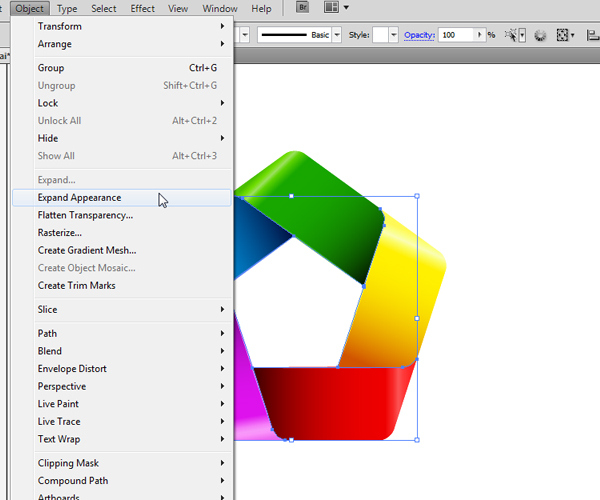 t Object Type Select Effect View Window Help Br
Basic Style: Opacity: 100 %
ai*
Transform
Arrange
Group Ctrl+G
Ungroup Shift+Ctrl+G
Lock
Unlock All Alt+Ctrl+2
Hide
Show All Alt+Ctrl+3
Expand...
Expand Appearance
Flatten Transparency...
Rasterize...
Create Gradient Mesh...
Create Object Mosaic...
Create Trim Marks
Slice
Path
Blend
Envelope Distort
Perspective
Live Paint
Live Trace
Text Wrap
Clipping Mask
Compound Path
Artboards